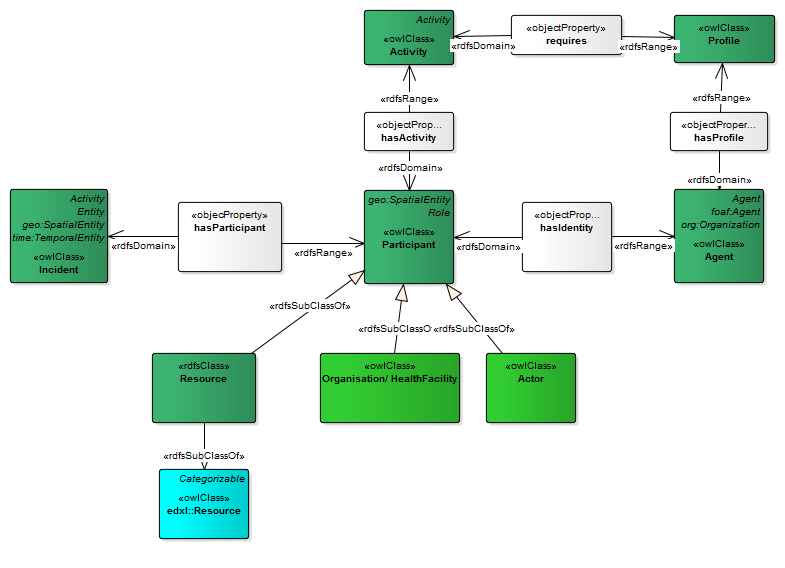 Activity
«owlClass»
Activity
«rdfsDomain»
«objectProperty»
requires
«rdfsRange»
«owlClass»
Profile
«rdfsRange»
«objectProp...
hasActivity
«rdfsDomain»
«rdfsRange»
«objectProper...
hasProfile
«rdfsDomain»
Activity
Entity
geo:SpatialEntity
time:TemporalEntity
«owlClass»
Incident
«rdfsDomain»
«objecProperty»
hasParticipant
«rdfsRange»
geo:SpatialEntity
Role
«owlClass»
Participant
«rdfsDomain»
«objectProp...
hasIdentity
«rdfsRange»
Agent
foaf:Agent
org:Organization
«owlClass»
Agent
«rdfsSubClassOf»
«rdfsSubClassO
«rdfsSubClassOf»
«rdfsClass»
Resource
«owlClass»
Organisation/ HealthFacility
«owlClass»
Actor
«rdfsSubClassOf»
Categorizable
«owlClass»
edxl::Resource